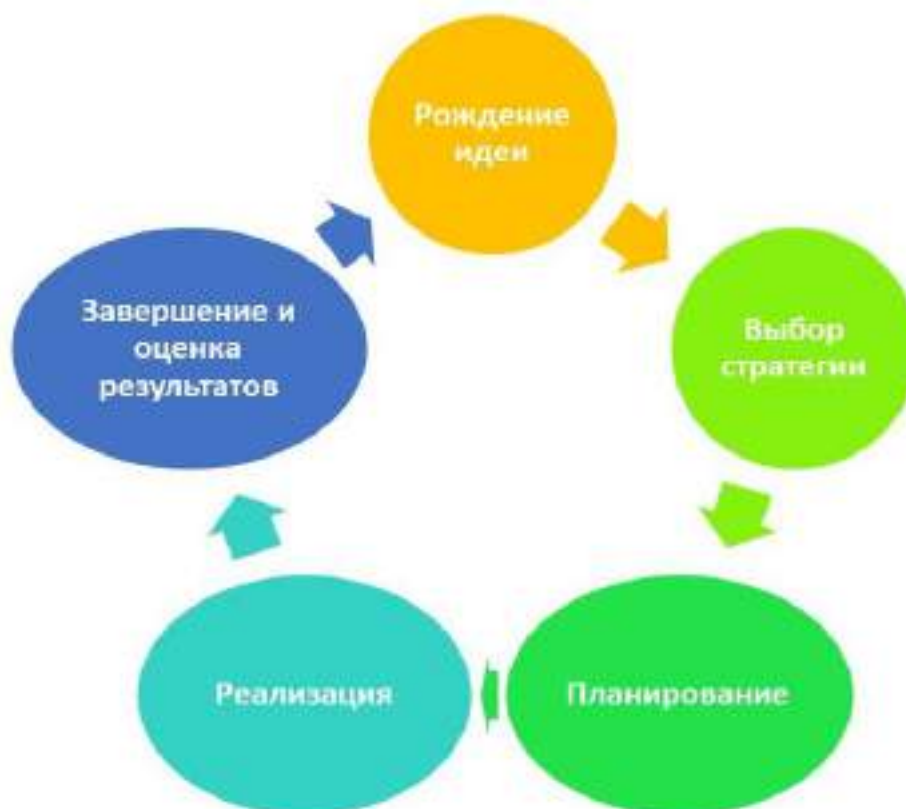 Рождение
идеи
Выбор
стратегии
Планирование
Реализация
Завершение и
оценка
результатов